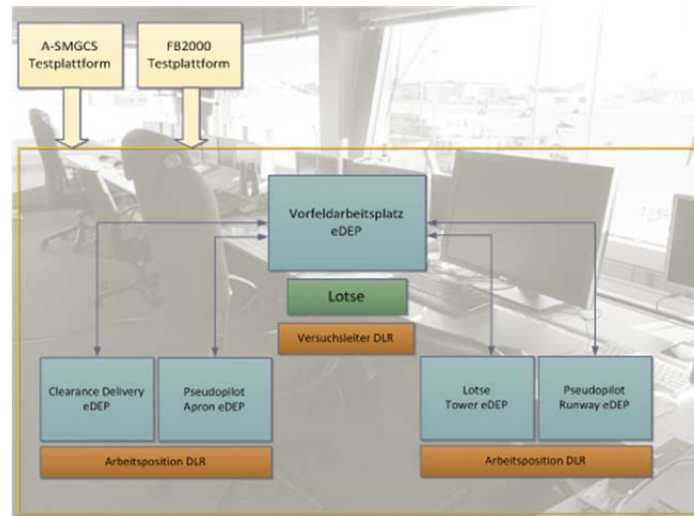 A-SMGCS
Testplattform
FB2000
Testplattform
Vorfeldarbeitsplatz
eDEP
Lotse
Versuchsleiter DLR
Clearance Delivery
eDEP
Pseudopilot
Apron eDEP
Lotse
Tower eDEP
Pseudopilot
Runway eDEP
Arbeitsposition DLR
Arbeitsposition DLR